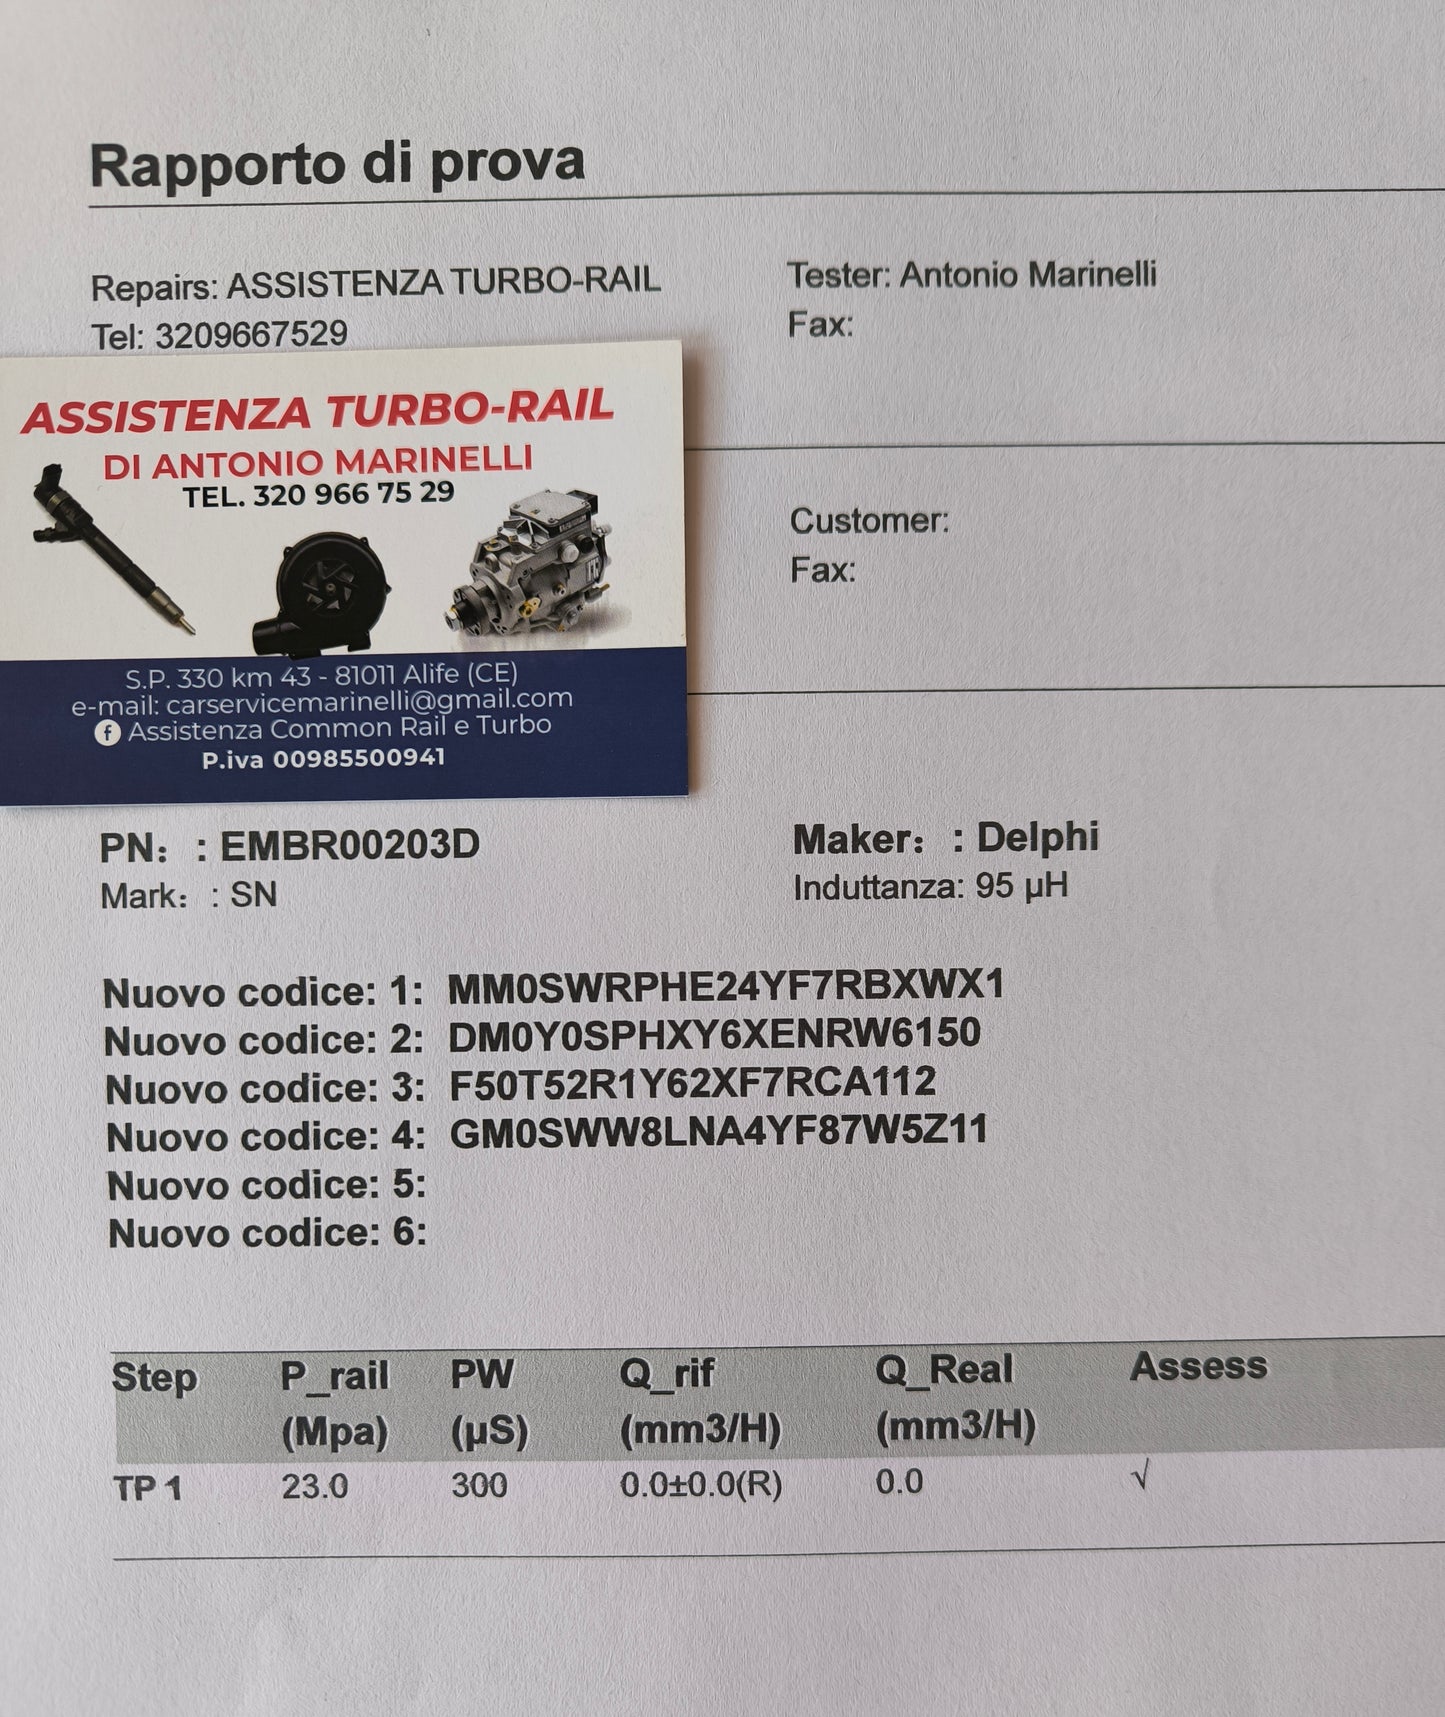 Rapporto di prova
Repairs: ASSISTENZA TURBO-RAIL
Tester: Antonio Marinelli
Tel: 3209667529
Fax:
ASSISTENZA TURBO-RAIL
DI ANTONIO MARINELLI
TEL. 320 966 75 29
S.P. 330 km 43 - 81011 Alife (CE)
e-mail: carservicemarinelli@gmail.com
f Assistenza Common Rail e Turbo
P.iva 00985500941
Customer:
Fax:
PN: : EMBR00203D
Maker: : Delphi
Mark: : SN
Induttanza: 95 µH
Nuovo codice: 1: MM0SWRPHE24YF7RBXWX1
Nuovo codice: 2: DM0Y0SPHXY6XENRW6150
Nuovo codice: 3: F50T52R1Y62XF7RCA112
Nuovo codice: 4: GM0SWW8LNA4YF87W5Z11
Nuovo codice: 5:
Nuovo codice: 6:
Step P_rail PW Q_rif Q_Real Assess
(Mpa) (µS) (mm3/H) (mm3/H)
TP 1 23.0 300 0.0±0.0(R) 0.0 √